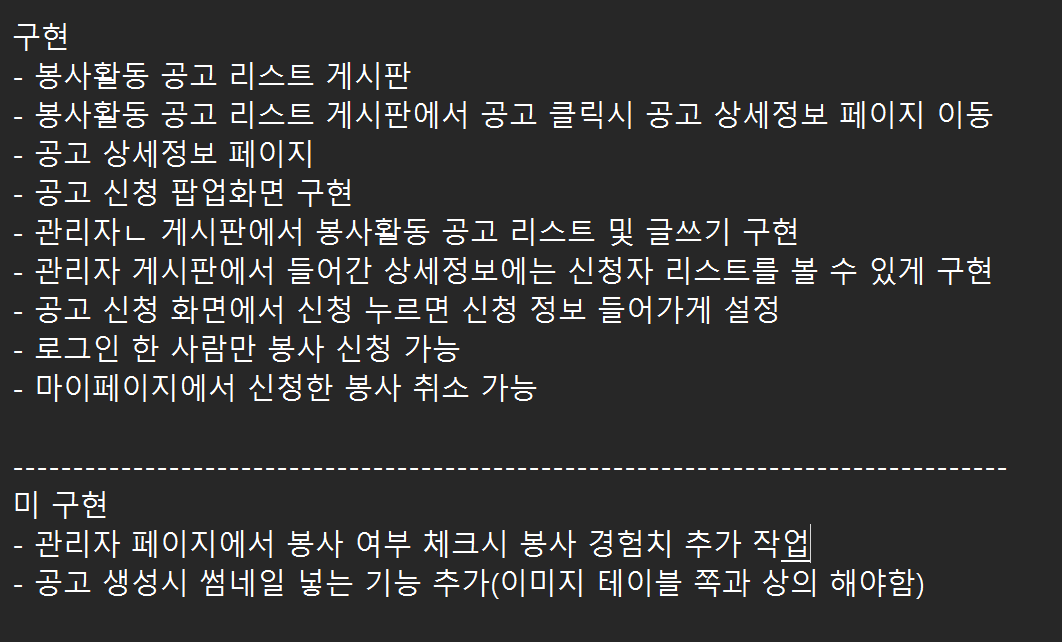 구현
- 봉사활동 공고 리스트 게시판
- 봉사활동 공고 리스트 게시판에서 공고 클릭시 공고 상세정보 페이지 이동
- 공고 상세정보 페이지
- 공고 신청 팝업화면 구현
- 관리자ㄴ 게시판에서 봉사활동 공고 리스트 및 글쓰기 구현
- 관리자 게시판에서 들어간 상세정보에는 신청자 리스트를 볼 수 있게 구현
- 공고 신청 화면에서 신청 누르면 신청 정보 들어가게 설정
- 로그인 한 사람만 봉사 신청 가능
- 마이페이지에서 신청한 봉사 취소 가능
-----------------------------------------------------------------------------------
미 구현
- 관리자 페이지에서 봉사 여부 체크시 봉사 경험치 추가 작업
- 공고 생성시 썸네일 넣는 기능 추가(이미지 테이블 쪽과 상의 해야함)